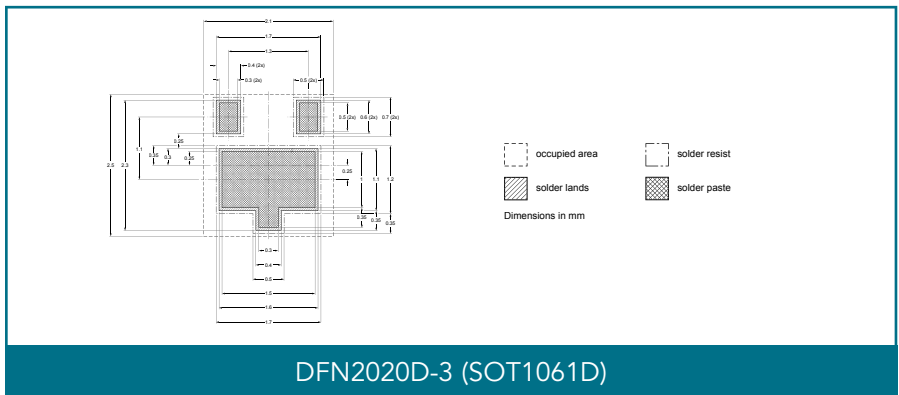 2.1
1.7
1.3
0.4 (2x)
0.3 (2x)
0.5 (2x)
0.5 (2x)
0.6 (2x)
0.7 (2x)
0.25
1.1
0.35
0.3
0.25
2.5
2.3
0.25
1
1.1
1.2
0.35
0.35
0.35
0.3
0.4
0.5
1.5
1.6
1.7
occupied area
solder resist
solder lands
solder paste
Dimensions in mm
DFN2020D-3 (SOT1061D)